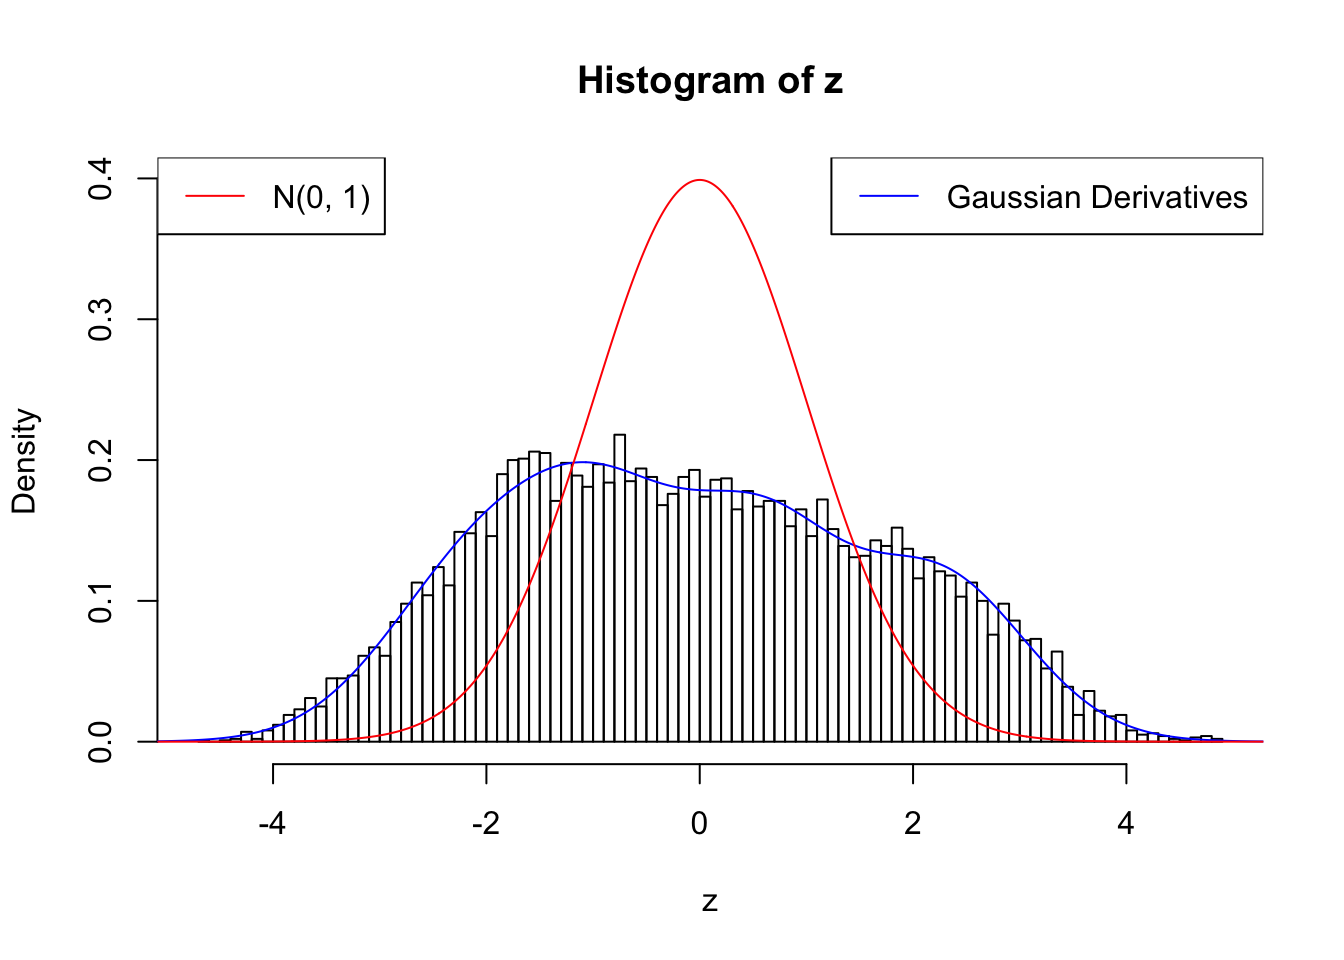 Histogram of z
N(0, 1)
Gaussian Derivatives
Density
0.4
0.3
0.2
0.1
0.0
-4 -2 0 2 4
z